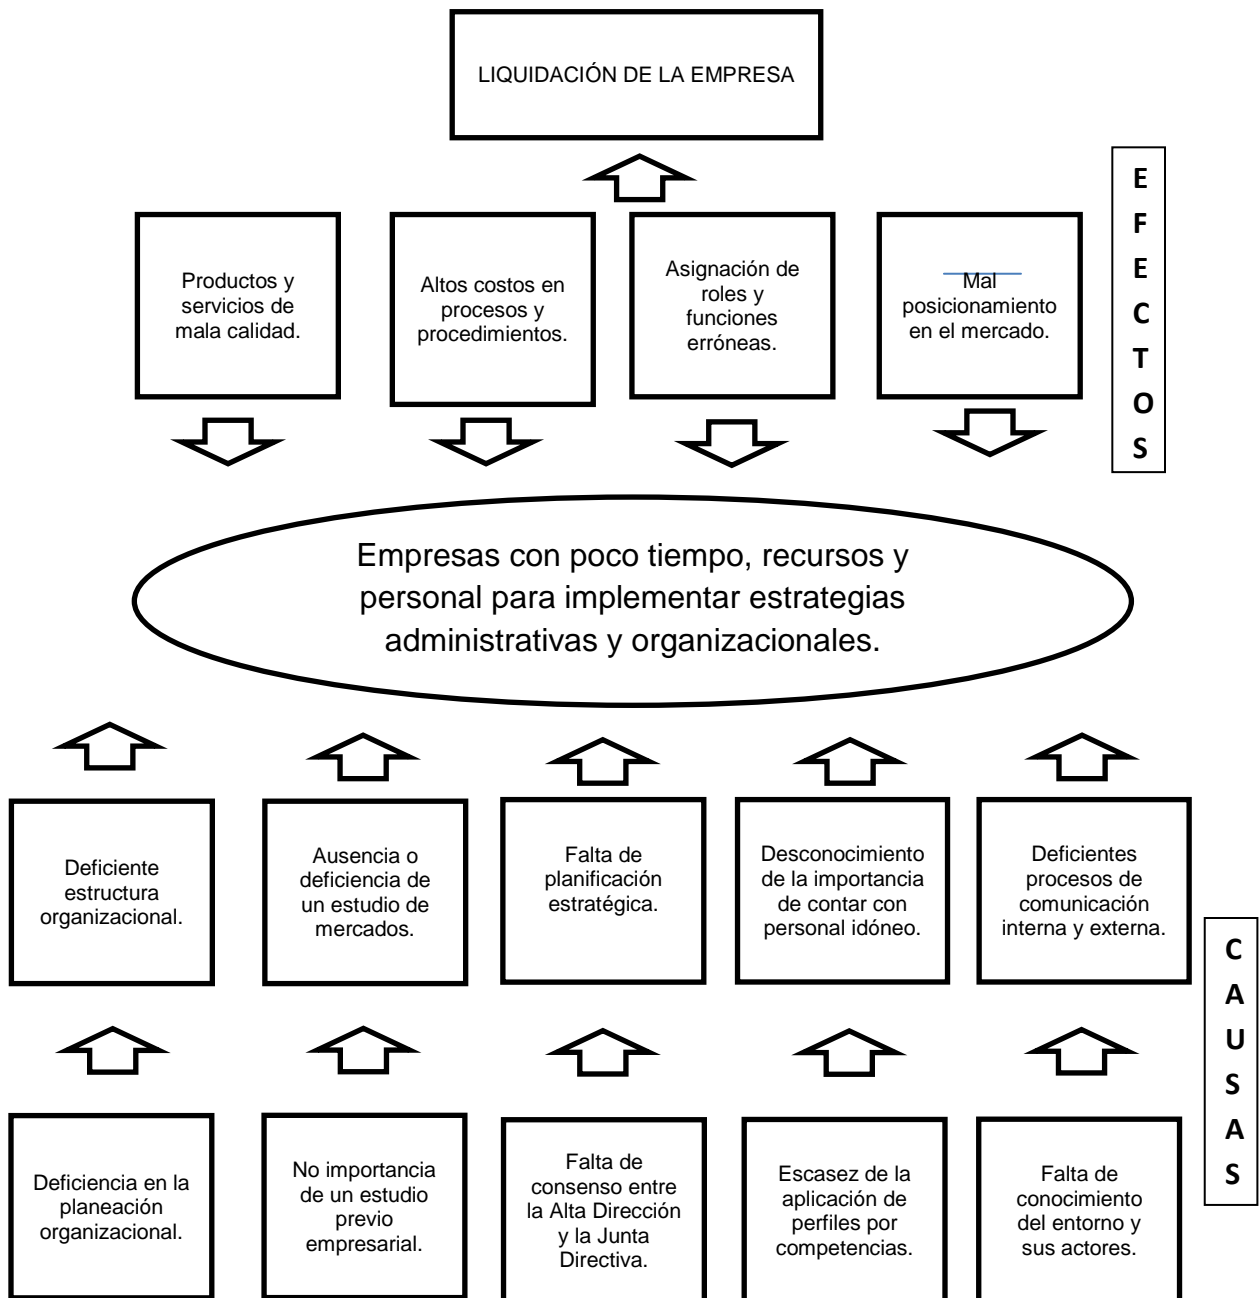 LIQUIDACIÓN DE LA EMPRESA
Productos y
servicios de
mala calidad.
Altos costos en
procesos y
procedimientos.
Asignación de
roles y
funciones
erróneas.
Mal
posicionamiento
en el mercado.
E
F
E
C
T
O
S
Empresas con poco tiempo, recursos y
personal para implementar estrategias
administrativas y organizacionales.
Deficiente
estructura
organizacional.
Ausencia o
deficiencia de
un estudio de
mercados.
Falta de
planificación
estratégica.
Desconocimiento
de la importancia
de contar con
personal idóneo.
Deficientes
procesos de
comunicación
interna y externa.
C
A
U
S
A
S
Deficiencia en la
planeación
organizacional.
No importancia
de un estudio
previo
empresarial.
Falta de
consenso entre
la Alta Dirección
y la Junta
Directiva.
Escasez de la
aplicación de
perfiles por
competencias.
Falta de
conocimiento
del entorno y
sus actores.